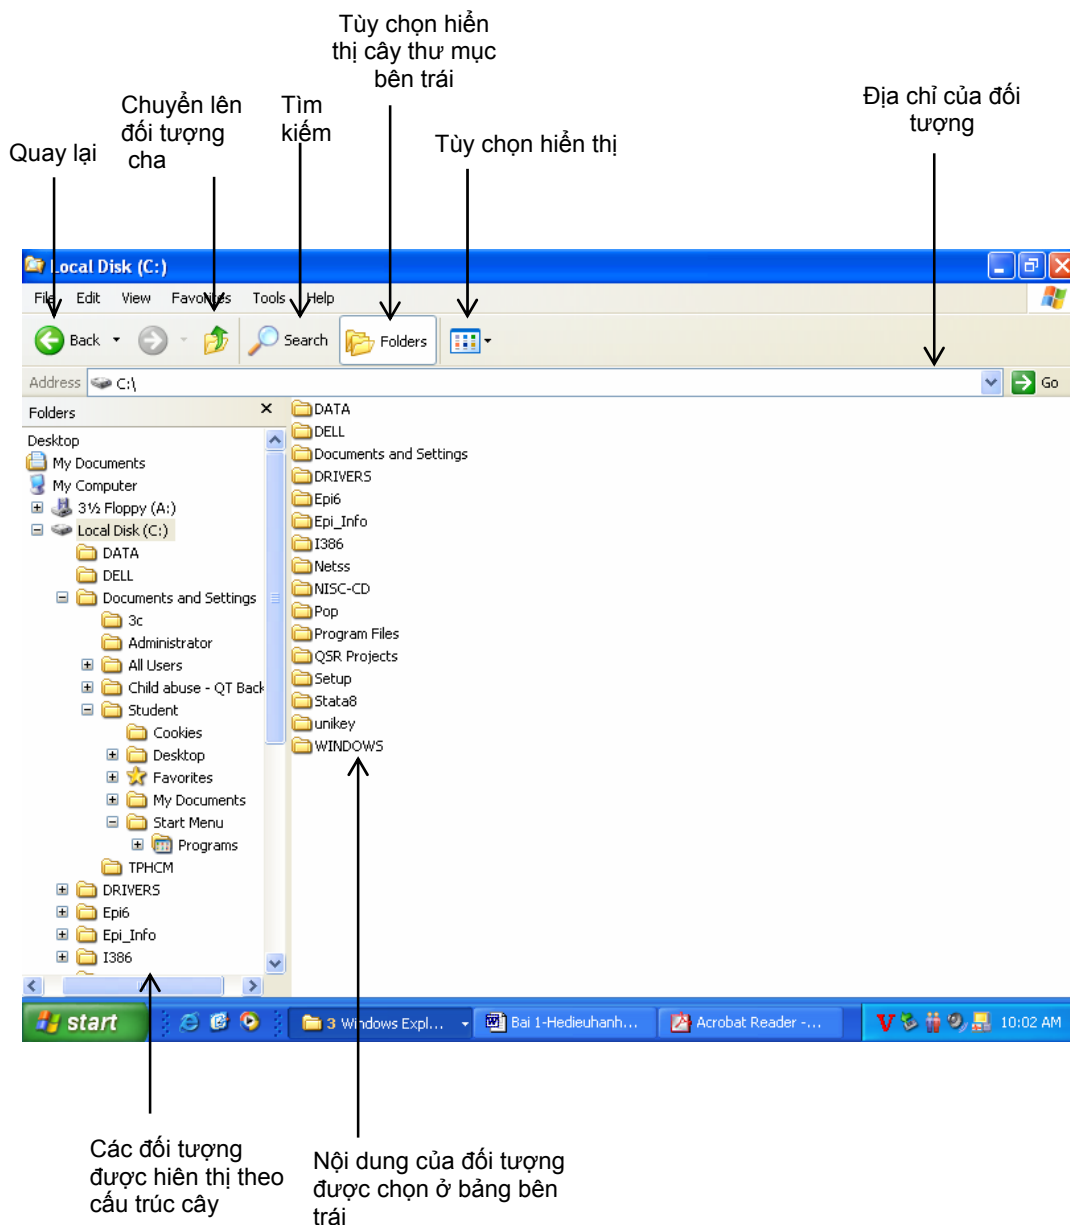 Tùy chọn hiển
thị cây thư mục
bên trái
Chuyển lên
đối tượng
cha
Tìm
kiếm
Địa chỉ của đối
tượng
Quay lại
Tùy chọn hiển thị
Local Disk (C:)
File Edit View Favorites Tools Help
Back Search Folders
Address C:\ Go
Folders
Desktop
My Documents
My Computer
3½ Floppy (A:)
Local Disk (C:)
DATA
DELL
Documents and Settings
3c
Administrator
All Users
Child abuse - QT Back
Student
Cookies
Desktop
Favorites
My Documents
Start Menu
Programs
TPHCM
DRIVERS
Epi6
Epi_Info
I386
DATA
DELL
Documents and Settings
DRIVERS
Epi6
Epi_Info
I386
Netss
NISC-CD
Pop
Program Files
QSR Projects
Setup
Stata8
unikey
WINDOWS
start 3 Windows Expl... Bai 1-Hedieuhanh... Acrobat Reader -... V 10:02 AM
Các đối tượng
được hiên thị theo
cấu trúc cây
Nội dung của đối tượng
được chọn ở bảng bên
trái